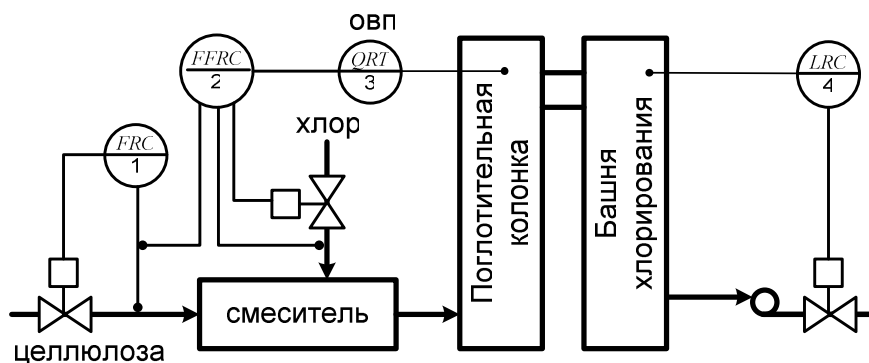 овп
FFRC
2
QRT
3
LRC
4
хлор
FRC
1
Поглотительная
колонка
Башня
хлорирования
смеситель
целлюлоза